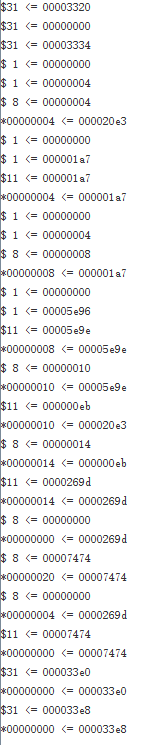 $31 <= 00003320
$31 <= 00000000
$31 <= 00003334
$ 1 <= 00000000
$ 1 <= 00000004
$ 8 <= 00000004
*00000004 <= 000020e3
$ 1 <= 00000000
$ 1 <= 000001a7
$11 <= 000001a7
*00000004 <= 000001a7
$ 1 <= 00000000
$ 1 <= 00000004
$ 8 <= 00000008
*00000008 <= 000001a7
$ 1 <= 00000000
$ 1 <= 00005e96
$11 <= 00005e9e
*00000008 <= 00005e9e
$ 8 <= 00000010
*00000010 <= 00005e9e
$11 <= 000000eb
*00000010 <= 000020e3
$ 8 <= 00000014
*00000014 <= 000000eb
$11 <= 0000269d
*00000014 <= 0000269d
$ 8 <= 00000000
*00000000 <= 0000269d
$ 8 <= 00007474
*00000020 <= 00007474
$ 8 <= 00000000
*00000004 <= 0000269d
$11 <= 00007474
*00000000 <= 00007474
$31 <= 000033e0
*00000000 <= 000033e0
$31 <= 000033e8
*00000000 <= 000033e8